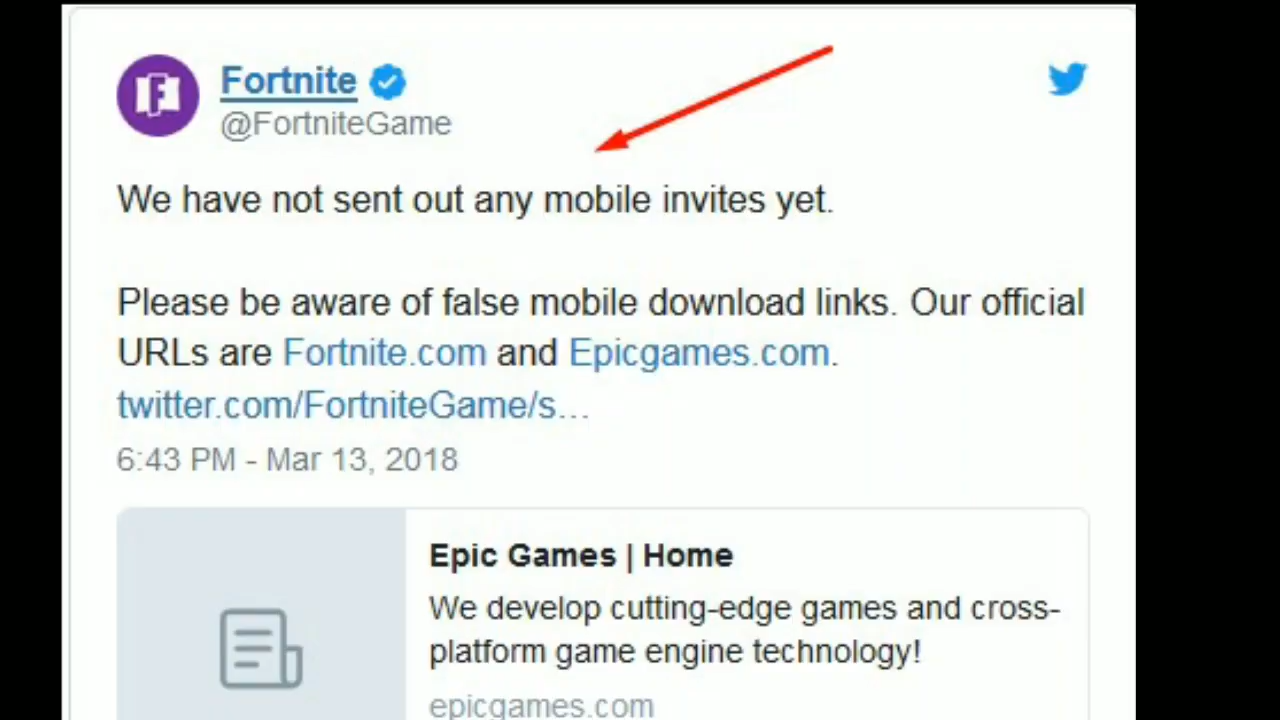 Fortnite
@FortniteGame
We have not sent out any mobile invites yet.
Please be aware of false mobile download links. Our official
URLs are Fortnite.com and Epicgames.com.
twitter.com/FortniteGame/s...
6:43 PM - Mar 13, 2018
Epic Games | Home
We develop cutting-edge games and cross-
platform game engine technology!
epicgames.com